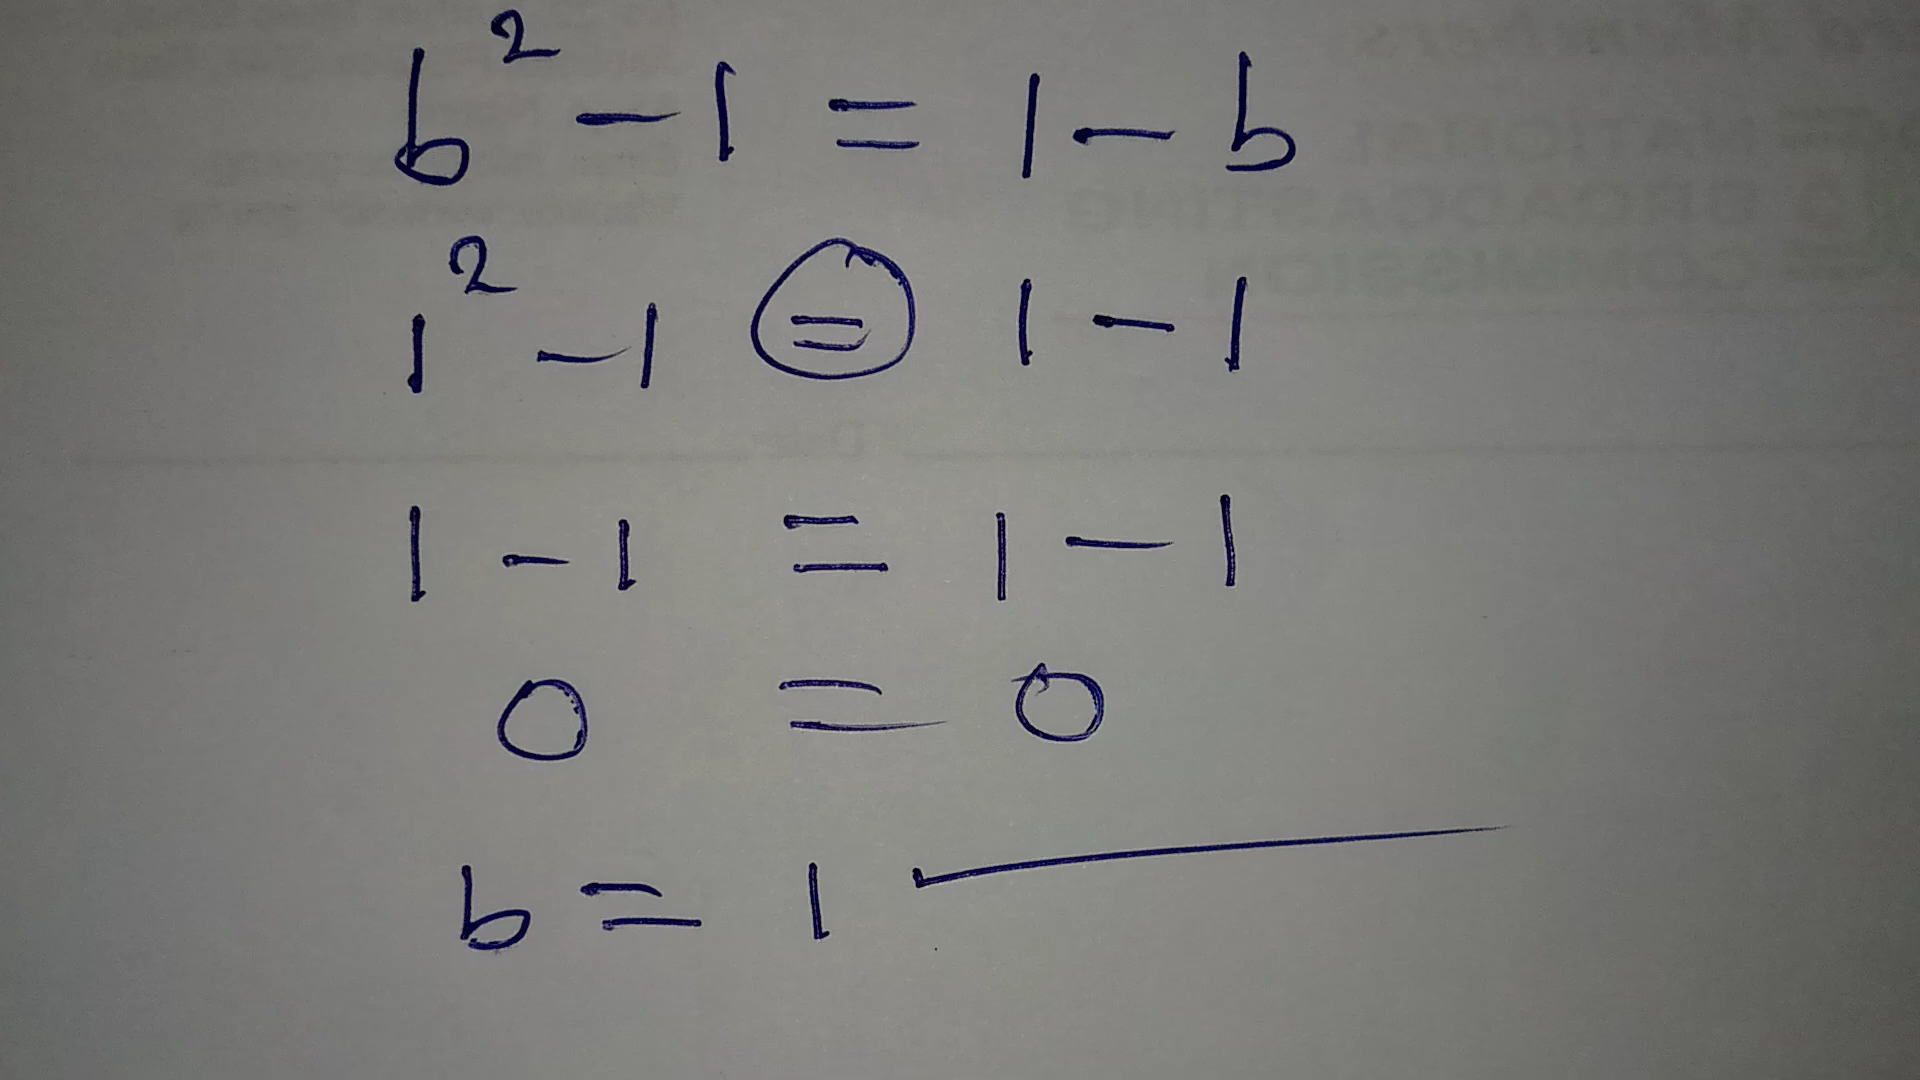 b² - 1 = 1 - b
1² - 1 = 1 - 1
1 - 1 = 1 - 1
0 = 0
b = 1